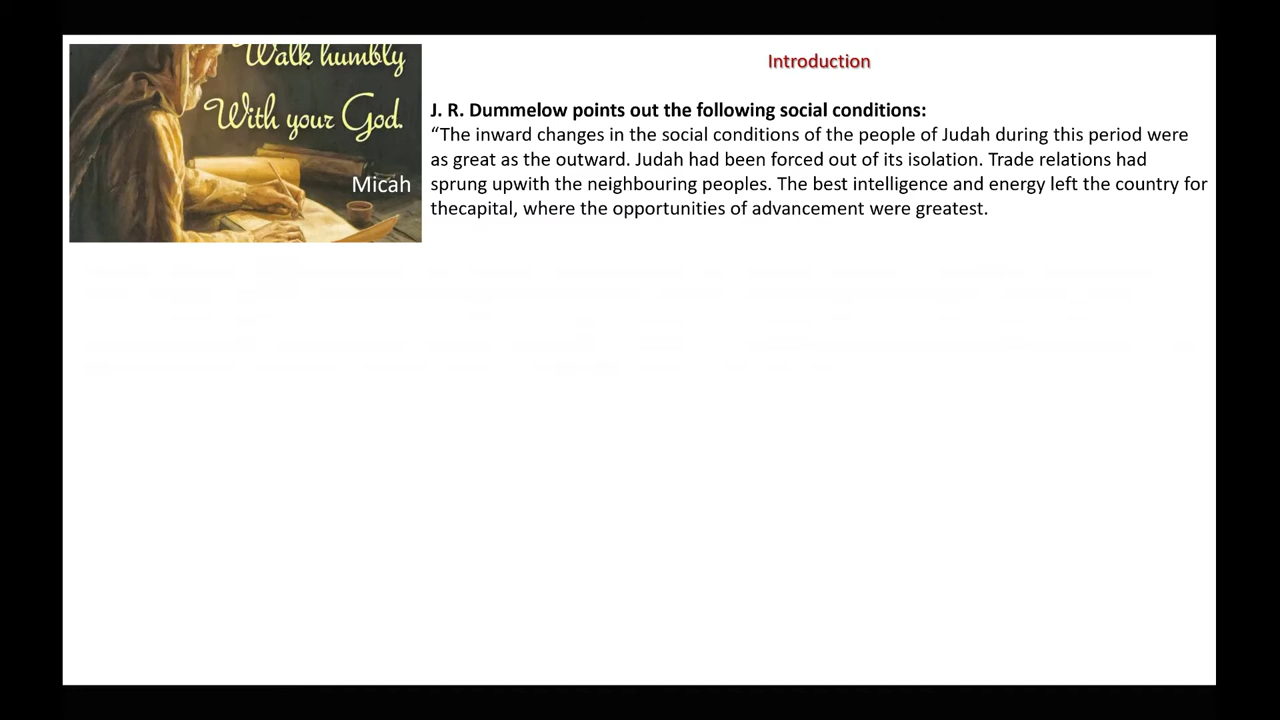 Walk humbly
With your God.
Micah
Introduction
J. R. Dummelow points out the following social conditions:
“The inward changes in the social conditions of the people of Judah during this period were
as great as the outward. Judah had been forced out of its isolation. Trade relations had
sprung upwith the neighbouring peoples. The best intelligence and energy left the country for
thecapital, where the opportunities of advancement were greatest.